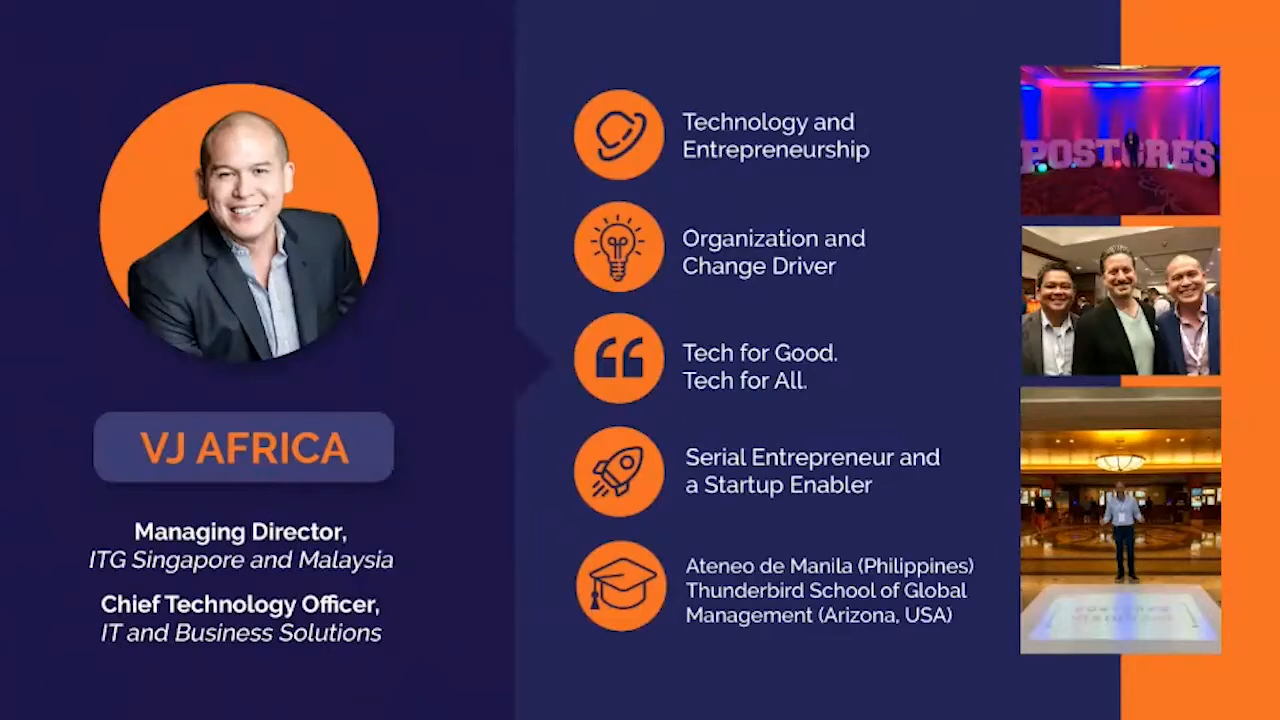 VJ AFRICA
Managing Director,
ITG Singapore and Malaysia
Chief Technology Officer,
IT and Business Solutions
Technology and
Entrepreneurship
Organization and
Change Driver
Tech for Good.
Tech for All.
Serial Entrepreneur and
a Startup Enabler
Ateneo de Manila (Philippines)
Thunderbird School of Global
Management (Arizona, USA)
POSTGRES